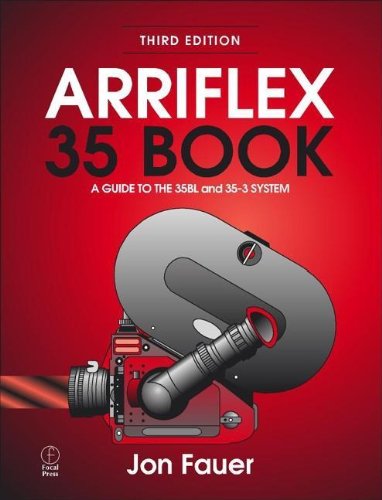 THIRD EDITION
ARRIFLEX
35 BOOK
A GUIDE TO THE 35BL and 35-3 SYSTEM
Focal
Press
Jon Fauer